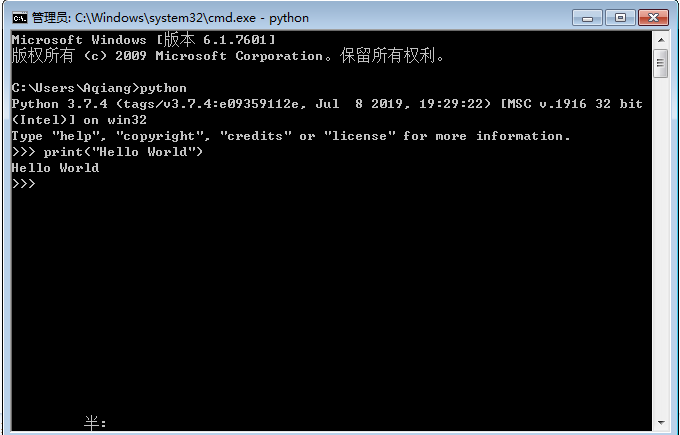 管理员: C:\Windows\system32\cmd.exe - python
Microsoft Windows [版本 6.1.7601]
版权所有 (c) 2009 Microsoft Corporation。保留所有权利。
C:\Users\Aqiang>python
Python 3.7.4 (tags/v3.7.4:e09359112e, Jul  8 2019, 19:29:22) [MSC v.1916 32 bit
(Intel)] on win32
Type "help", "copyright", "credits" or "license" for more information.
>>> print("Hello World")
Hello World
>>>
半: